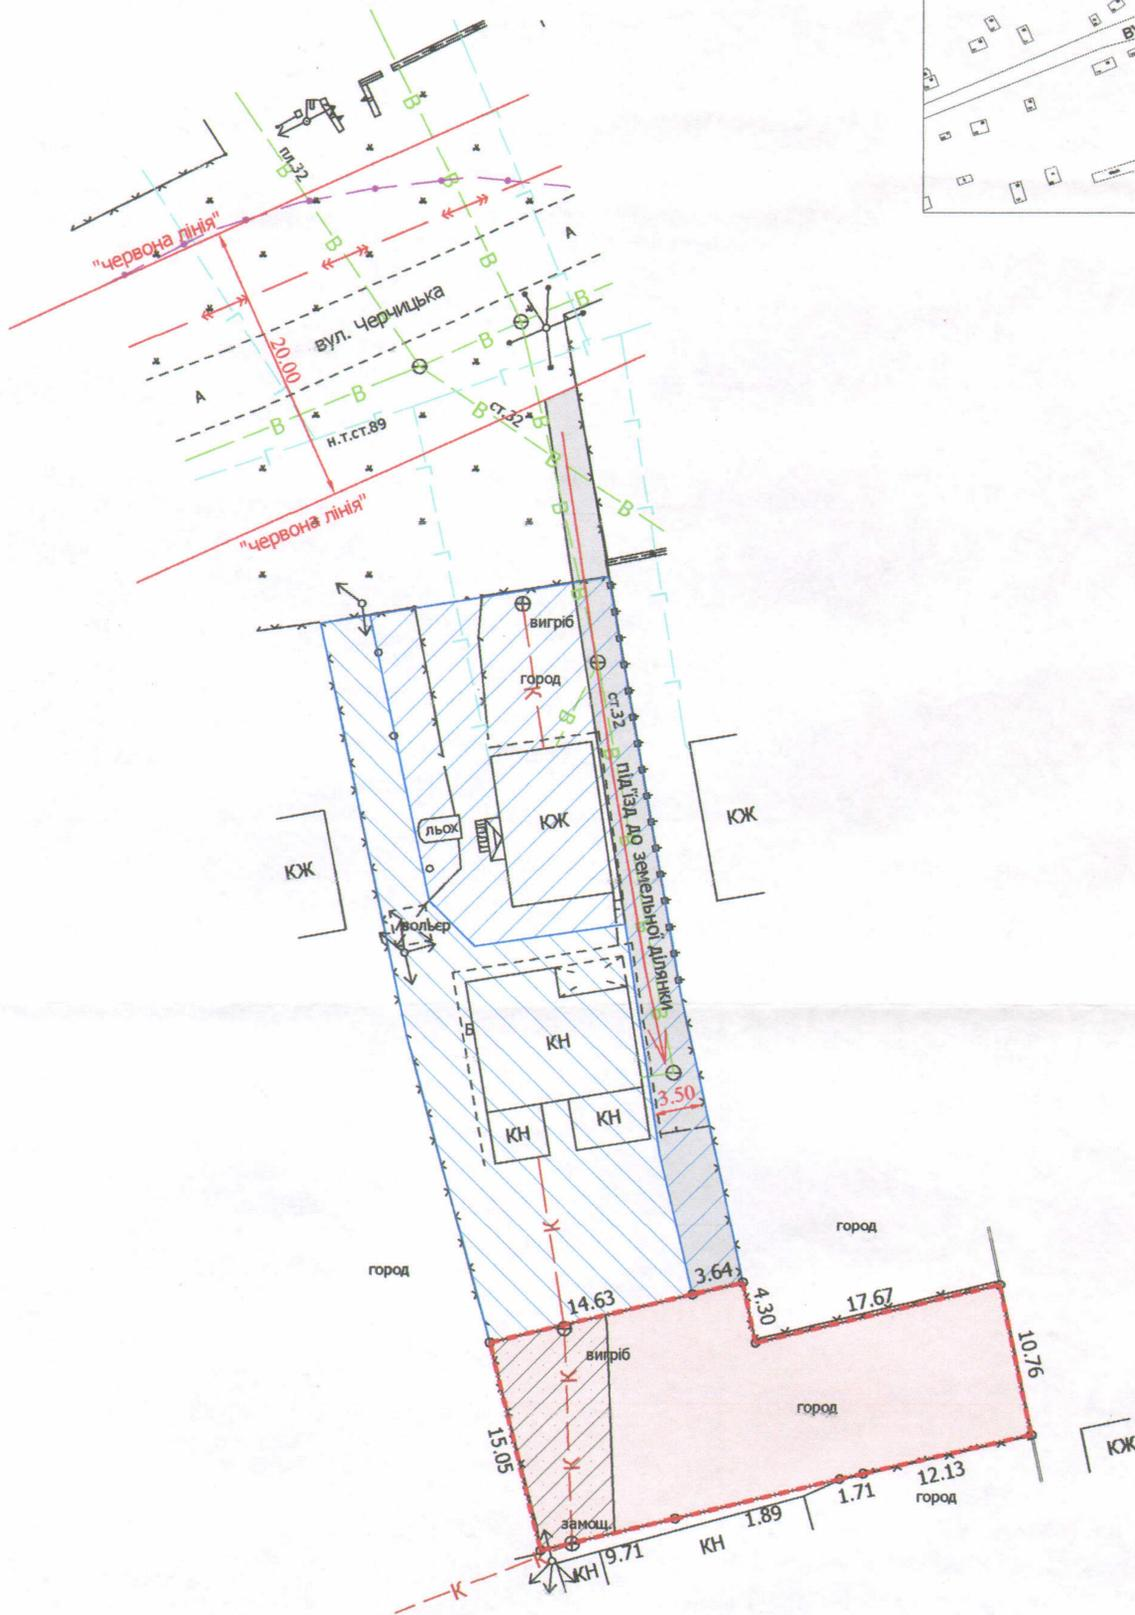 пл.32
"червона лінія"
В
В
В
В
В
А
В
вул. Черчицька
В
20.00
В
А
В
В
ст.32
В
н.т.ст.89
В
В
"червона лінія"
В
В
вигріб
город
К
В
ст.32
В
під'їзд до земельної ділянки
КЖ
КЖ
льох
В
КЖ
вольєр
В
В
Б
КН
3.50
КН
КН
К
город
город
3.64
14.63
4.30
17.67
вигріб
10.76
К
город
15.05
К
КЖ
12.13
1.71
город
1.89
замощ.
9.71
КН
К
КН
К